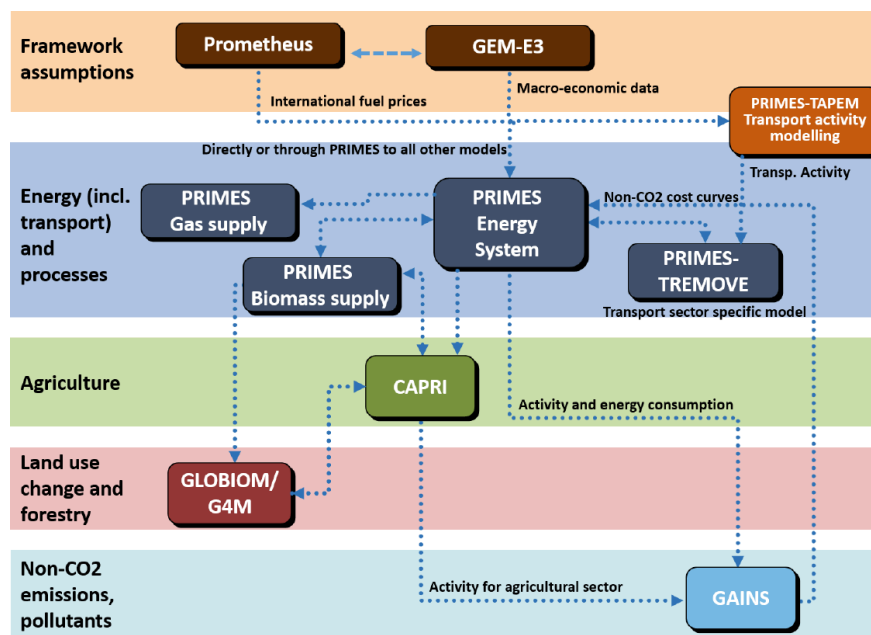 Framework
assumptions
Prometheus
GEM-E3
International fuel prices
Macro-economic data
PRIMES-TAPEM
Transport activity
modelling
Directly or through PRIMES to all other models
Transp. Activity
Energy (incl.
transport) and
processes
PRIMES
Gas supply
PRIMES
Energy
System
Non-CO2 cost curves
PRIMES
Biomass supply
PRIMES-
TREMOVE
Transport sector specific model
Agriculture
CAPRI
Activity and energy consumption
Land use
change and
forestry
GLOBIOM/
G4M
Non-CO2
emissions,
pollutants
Activity for agricultural sector
GAINS